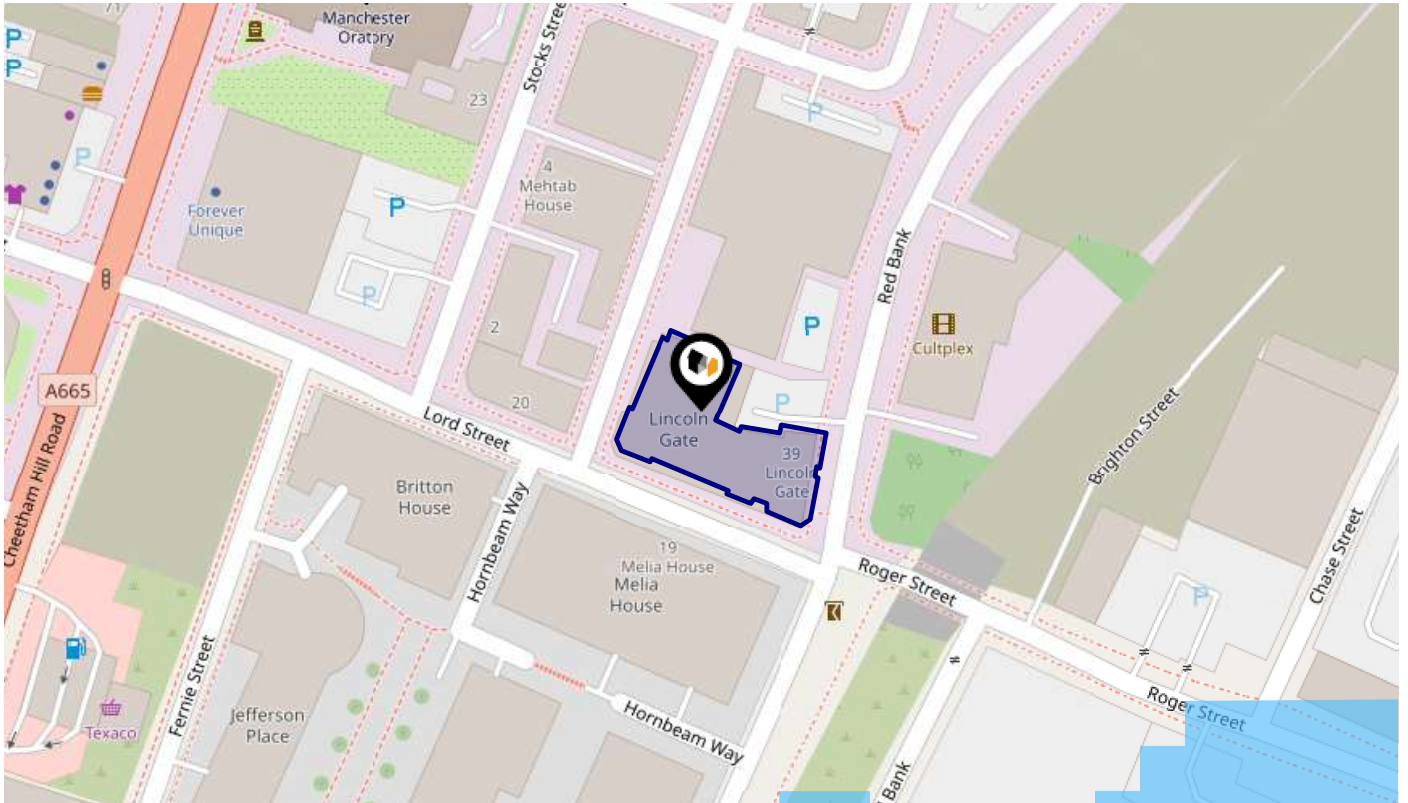 71
Manchester
Oratory
P
P
23
Stocks Stree
P
P
4
Mehtab
House
P
Forever
Unique
P
2
Red Bank
P
Cultplex
A665
20
P
Lincoln
Gate
39
Lincoln
Gate
Lord Street
Brighton Street
Cheetham Hill Road
Britton
House
Hornbeam Way
19
Melia House
Melia
House
Roger Street
Chase Street
P
Fernie Street
Jefferson
Place
Texaco
Hornbeam Way
Roger Street
Bank